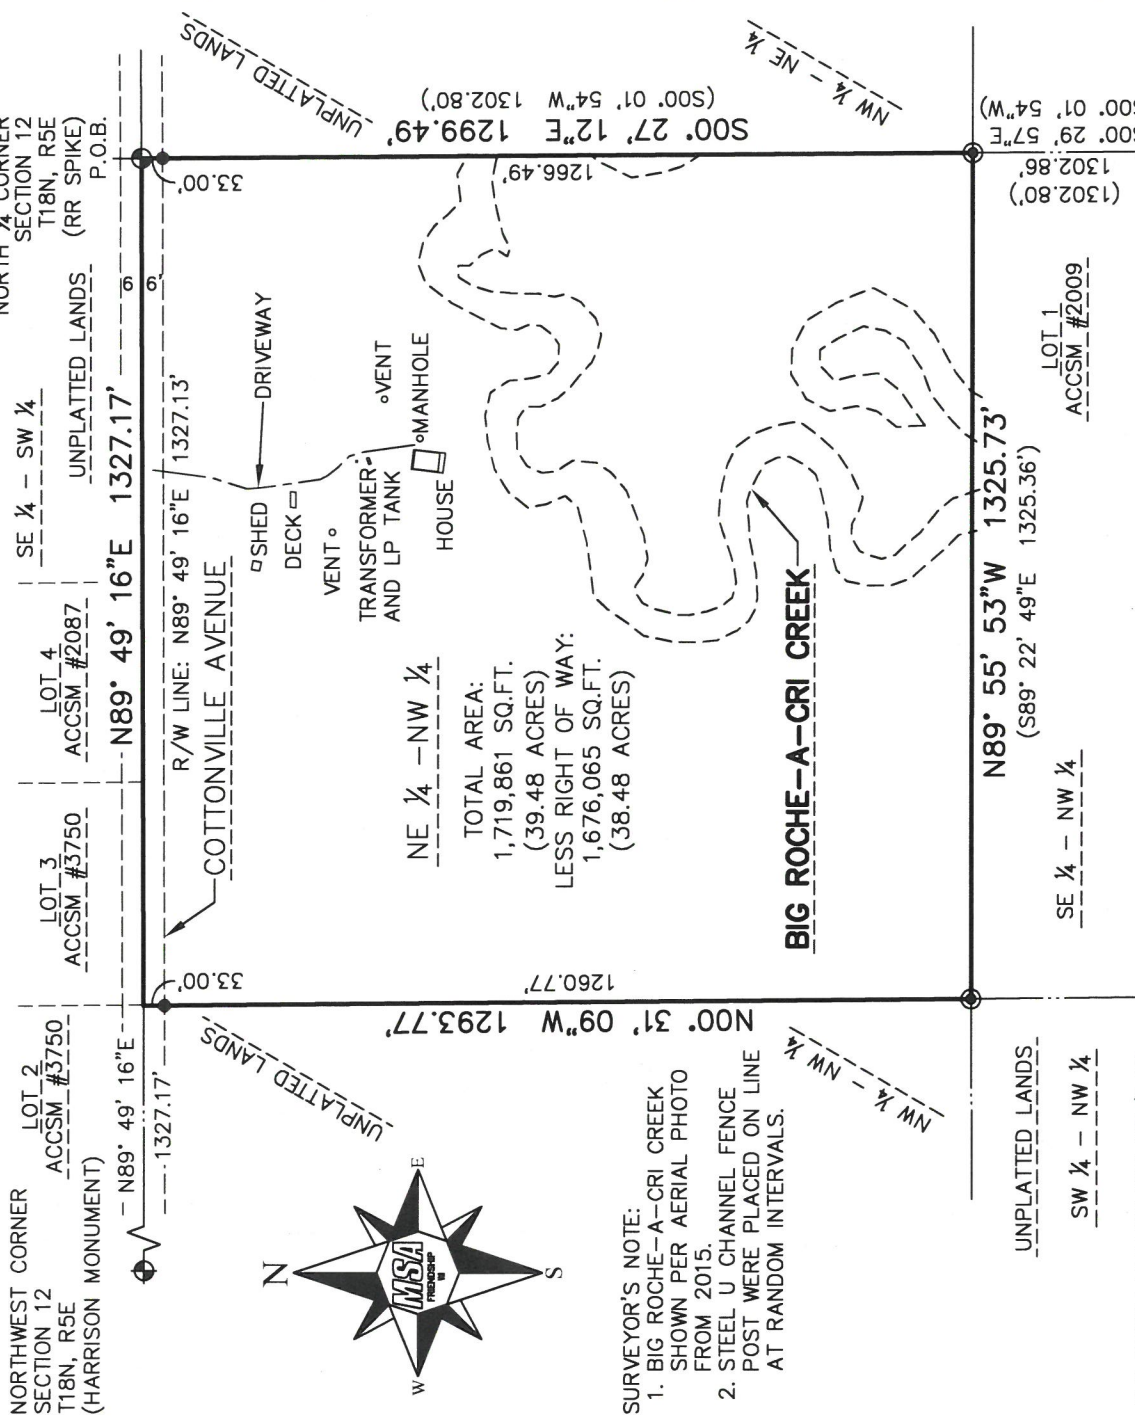 NORTHWEST CORNER
SECTION 12
T18N, R5E
(HARRISON MONUMENT)
LOT 2
ACCSM #3750
LOT 3
ACCSM #3750
LOT 4
ACCSM #2087
SE ¼ – SW ¼
UNPLATTED LANDS
NORTH ¼ CORNER
SECTION 12
T18N, R5E
(RR SPIKE)
P.O.B.
N89° 49' 16"E
1327.17'
N89° 49' 16"E 1327.17'
66'
R/W LINE: N89° 49' 16"E 1327.13'
33.00'
33.00'
COTTONVILLE AVENUE
UNPLATTED LANDS
UNPLATTED LANDS
DRIVEWAY
SHED
DECK
VENT
TRANSFORMER
AND LP TANK
HOUSE
VENT
MANHOLE
N
E
S
W
MSA
FRIENDSHIP
WI
NE ¼ –NW ¼
TOTAL AREA:
1,719,861 SQ.FT.
(39.48 ACRES)
LESS RIGHT OF WAY:
1,676,065 SQ.FT.
(38.48 ACRES)
N00° 31' 09"W 1293.77'
1260.77'
S00° 27' 12"E 1299.49'
(S00° 01' 54"W 1302.80')
1266.49'
BIG ROCHE–A–CRI CREEK
NW ¼ – NW ¼
NW ¼ – NE ¼
SURVEYOR'S NOTE:
1. BIG ROCHE–A–CRI CREEK
SHOWN PER AERIAL PHOTO
FROM 2015.
2. STEEL U CHANNEL FENCE
POST WERE PLACED ON LINE
AT RANDOM INTERVALS.
N89° 55' 53"W 1325.73'
(S89° 22' 49"E 1325.36')
UNPLATTED LANDS
SW ¼ – NW ¼
SE ¼ – NW ¼
LOT 1
ACCSM #2009
S00° 29' 57"E
1302.86'
(S00° 01' 54"W)
(1302.80')